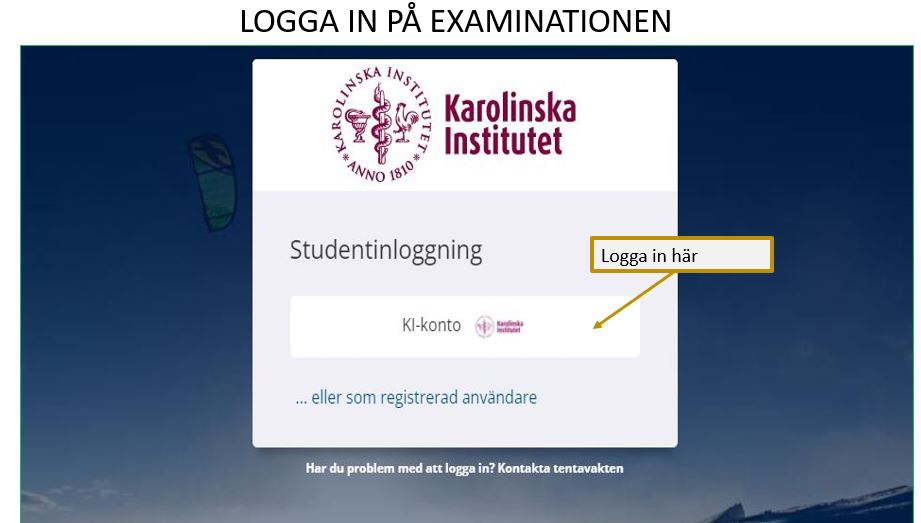 LOGGA IN PÅ EXAMINATIONEN
KAROLINSKA INSTITUTET
ANNO 1810
Karolinska
Institutet
Studentinloggning
Logga in här
KI-konto
Karolinska
Institutet
... eller som registrerad användare
Har du problem med att logga in? Kontakta tentavakten